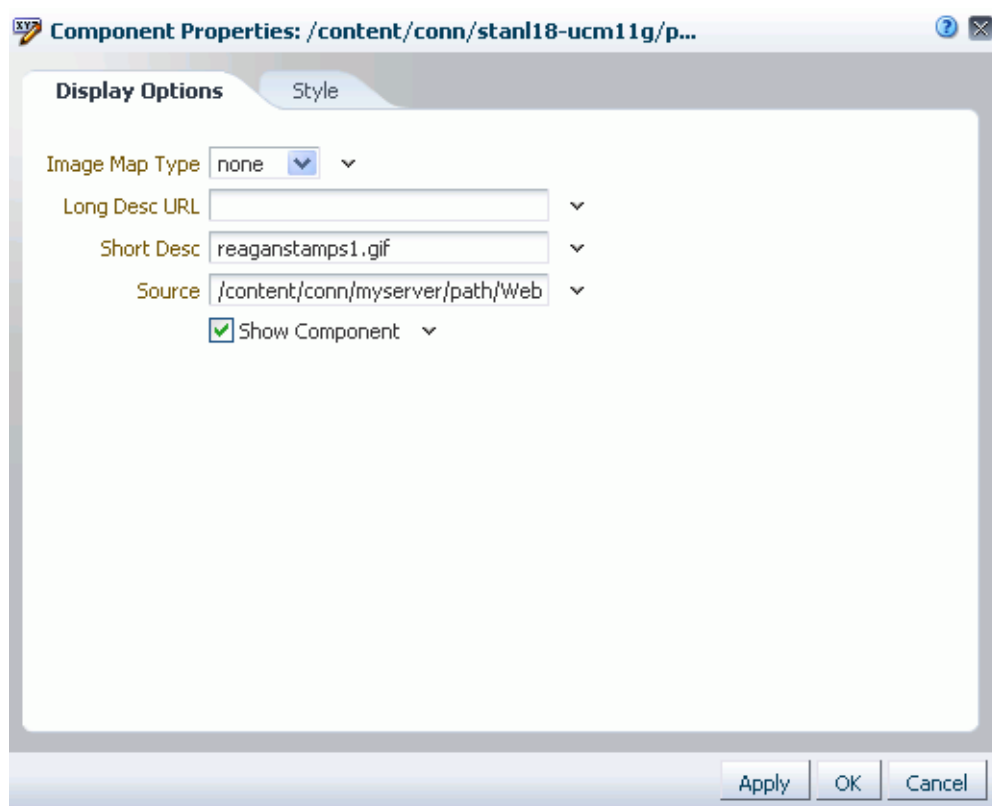 Component Properties: /content/conn/stanl18-ucm11g/p...
Display Options Style
Image Map Type none
Long Desc URL
Short Desc reaganstamps1.gif
Source /content/conn/myserver/path/Web
Show Component
Apply OK Cancel